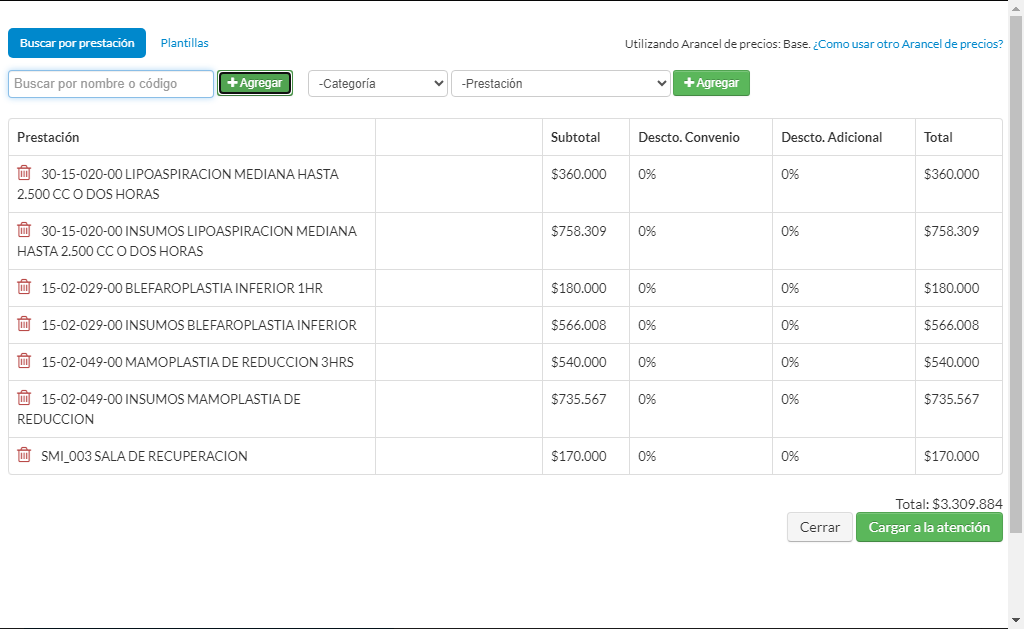 Buscar por prestación Plantillas Utilizando Arancel de precios: Base. ¿Como usar otro Arancel de precios?
Buscar por nombre o código Agregar -Categoría -Prestación Agregar
Prestación Subtotal Descto. Convenio Descto. Adicional Total
30-15-020-00 LIPOASPIRACION MEDIANA HASTA $360.000 0% 0% $360.000
2.500 CC O DOS HORAS
30-15-020-00 INSUMOS LIPOASPIRACION MEDIANA $758.309 0% 0% $758.309
HASTA 2.500 CC O DOS HORAS
15-02-029-00 BLEFAROPLASTIA INFERIOR 1HR $180.000 0% 0% $180.000
15-02-029-00 INSUMOS BLEFAROPLASTIA INFERIOR $566.008 0% 0% $566.008
15-02-049-00 MAMOPLASTIA DE REDUCCION 3HRS $540.000 0% 0% $540.000
15-02-049-00 INSUMOS MAMOPLASTIA DE $735.567 0% 0% $735.567
REDUCCION
SMI_003 SALA DE RECUPERACION $170.000 0% 0% $170.000
Total: $3.309.884
Cerrar Cargar a la atención